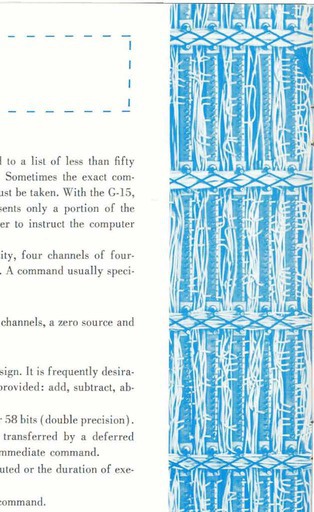 d to a list of less than fifty
Sometimes the exact com-
ust be taken. With the G-15,
sents only a portion of the
er to instruct the computer
ity, four channels of four-
. A command usually speci-
channels, a zero source and
sign. It is frequently desira-
provided: add, subtract, ab-
58 bits (double precision).
transferred by a deferred
mmediate command.
uted or the duration of exe-
command.